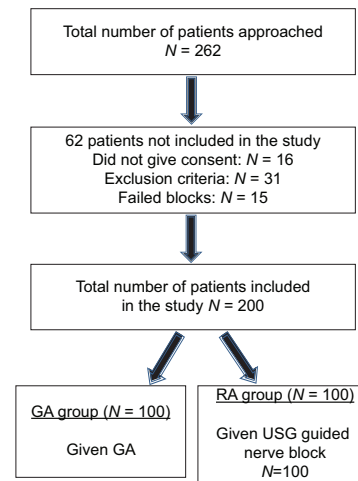 Total number of patients approached
N = 262
62 patients not included in the study
Did not give consent: N = 16
Exclusion criteria: N = 31
Failed blocks: N = 15
Total number of patients included
in the study N = 200
GA group (N = 100)
Given GA
RA group (N = 100)
Given USG guided
nerve block
N=100